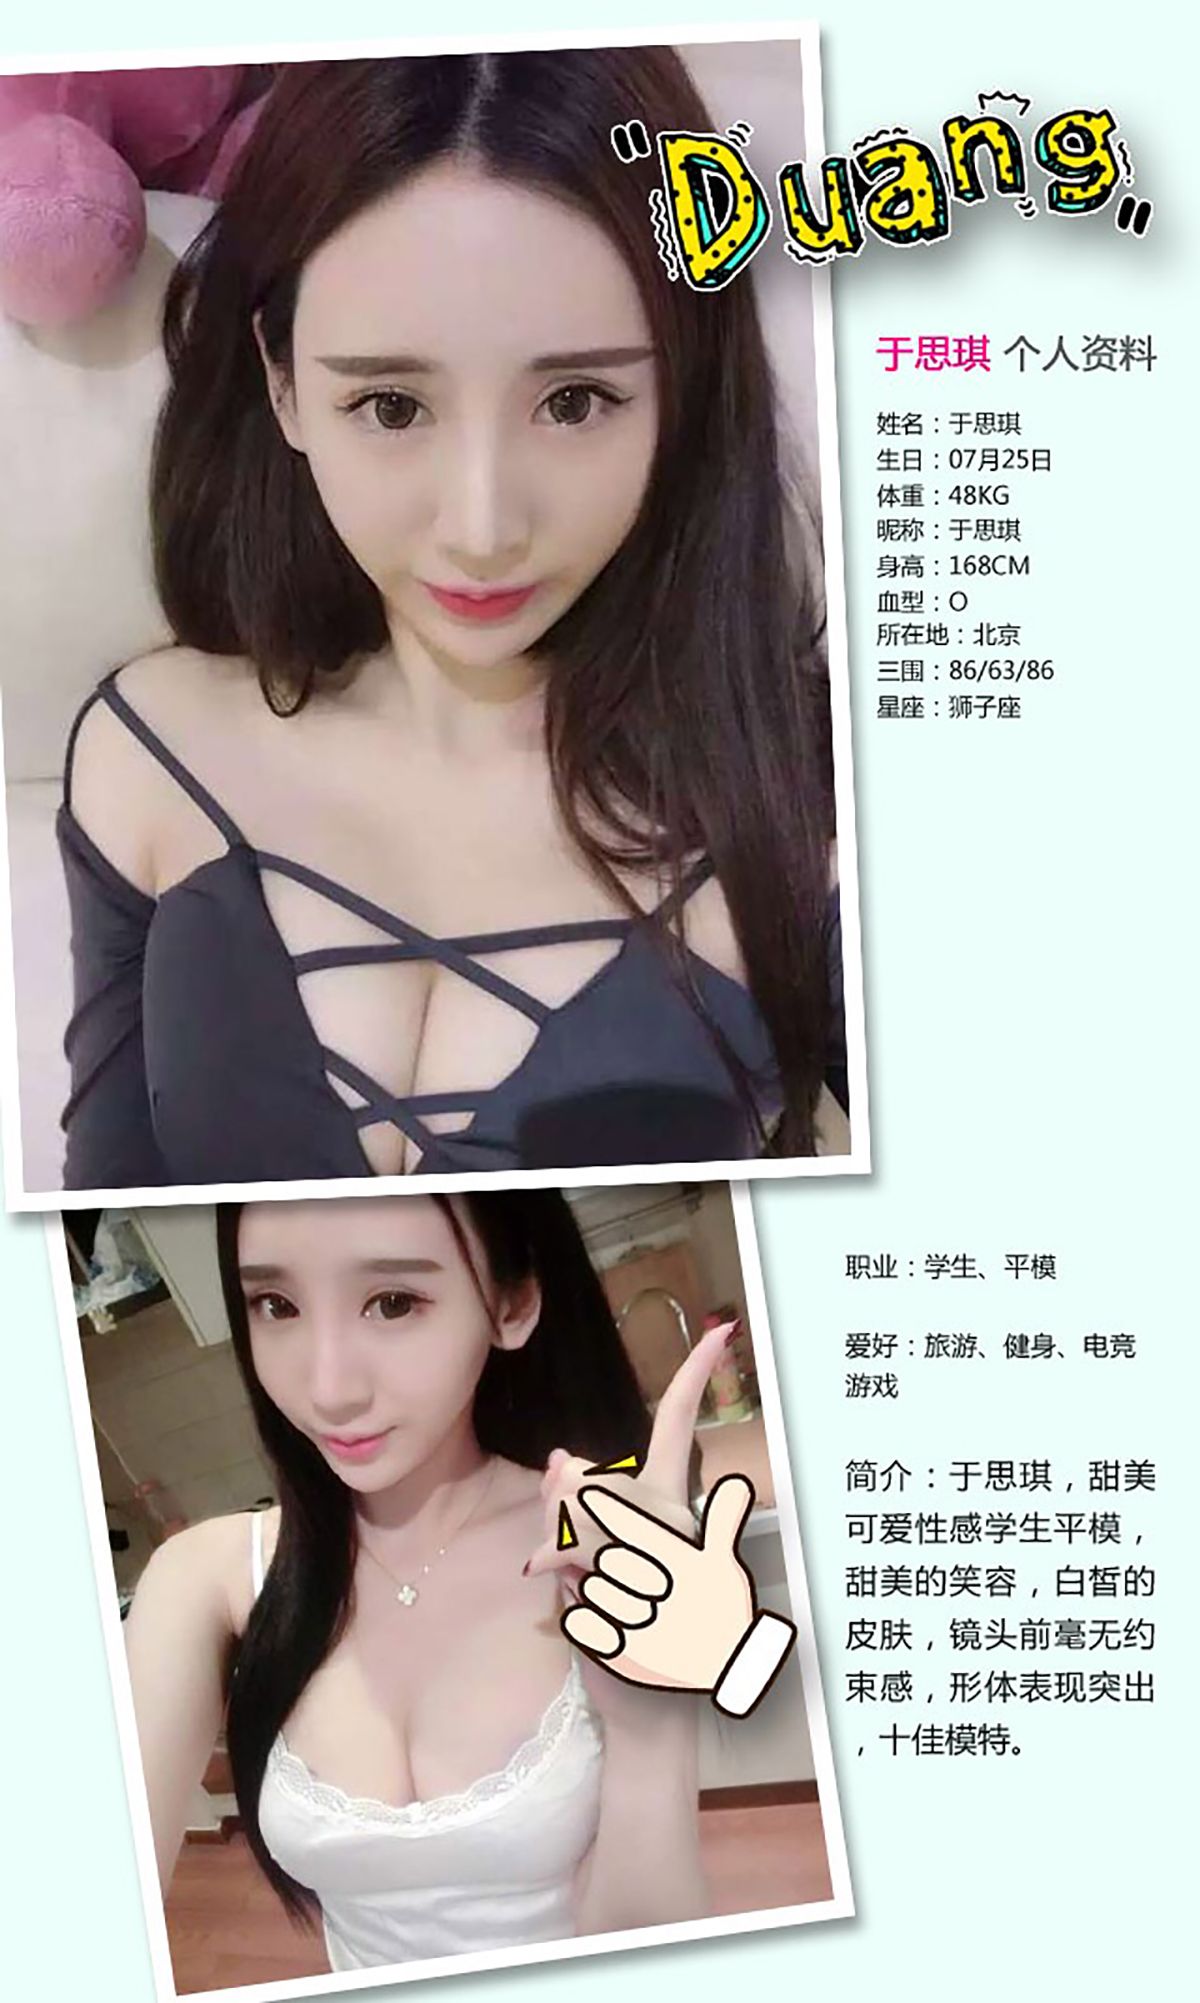 "Duang"
于思琪 个人资料
姓名：于思琪
生日：07月25日
体重：48KG
昵称：于思琪
身高：168CM
血型：O
所在地：北京
三围：86/63/86
星座：狮子座
职业：学生、平模
爱好：旅游、健身、电竞
游戏
简介：于思琪，甜美
可爱性感学生平模，
甜美的笑容，白皙的
皮肤，镜头前毫无约
束感，形体表现突出
，十佳模特。